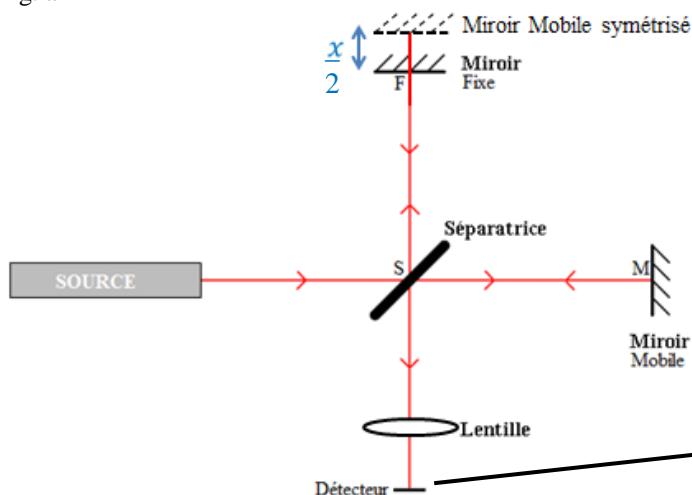 Miroir Mobile symétrisé
x
2
Miroir
Fixe
F
Séparatrice
S
M
SOURCE
Miroir
Mobile
Lentille
Détecteur